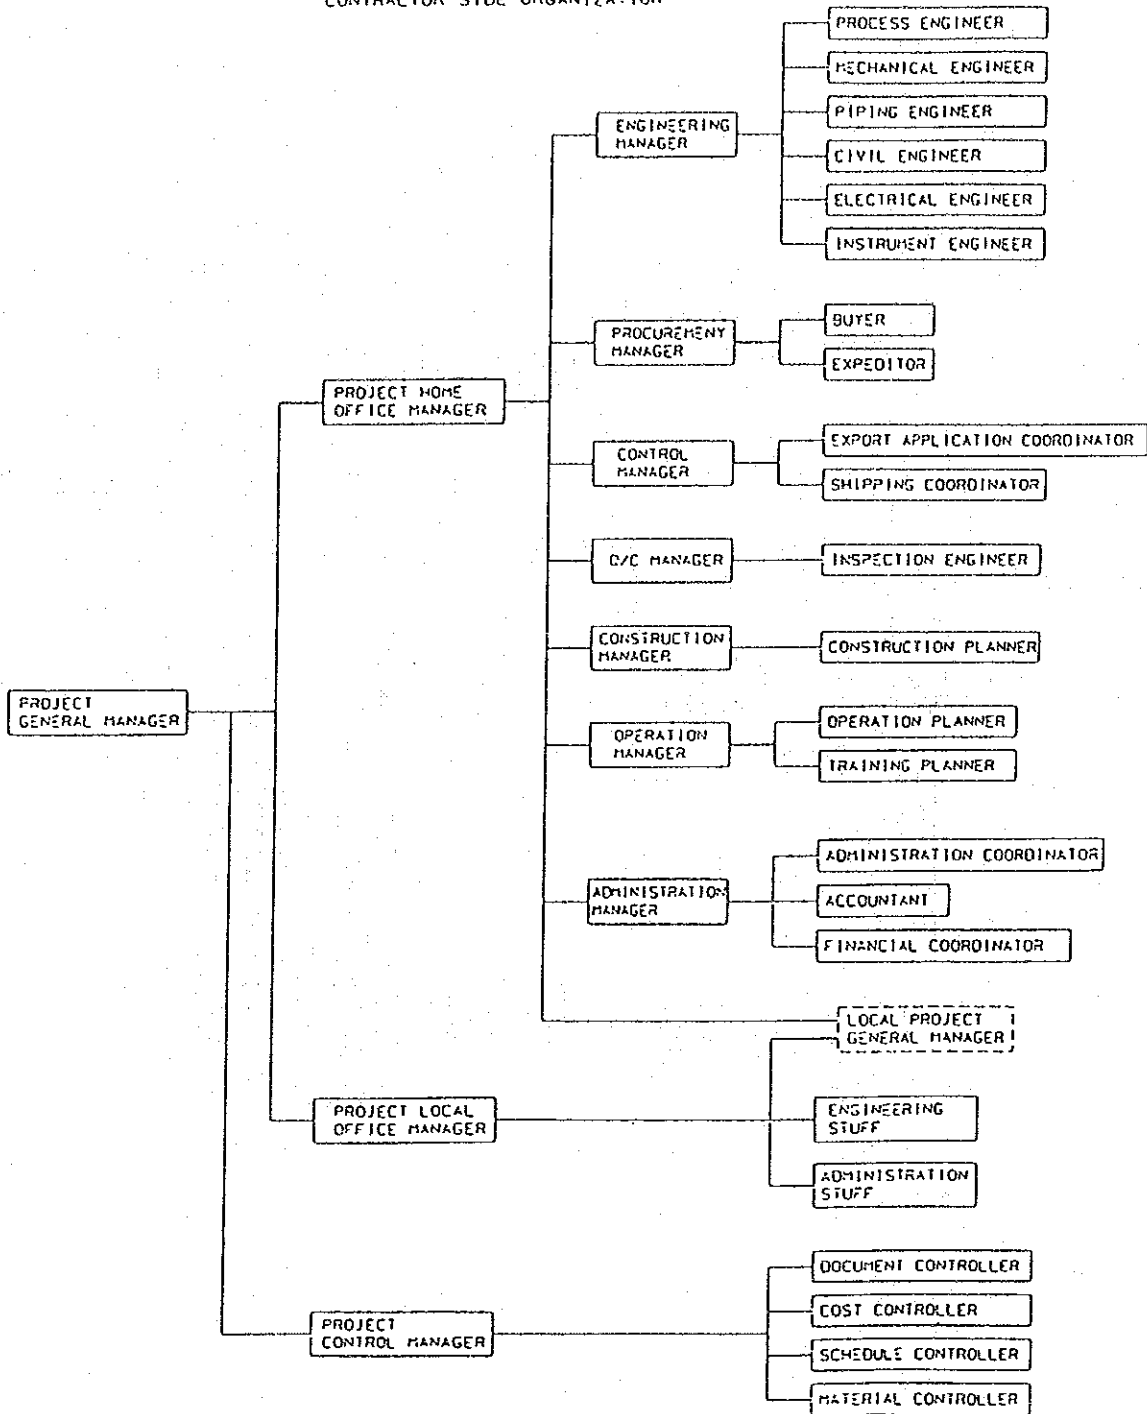 CONTRACTOR SIDE ORGANIZATION
PROCESS ENGINEER
MECHANICAL ENGINEER
ENGINEERING
MANAGER
PIPING ENGINEER
CIVIL ENGINEER
ELECTRICAL ENGINEER
INSTRUMENT ENGINEER
PROCUREMENY
MANAGER
BUYER
EXPEDITOR
PROJECT HOME
OFFICE MANAGER
CONTROL
MANAGER
EXPORT APPLICATION COORDINATOR
SHIPPING COORDINATOR
Q/C MANAGER
INSPECTION ENGINEER
CONSTRUCTION
MANAGER
CONSTRUCTION PLANNER
PROJECT
GENERAL MANAGER
OPERATION
MANAGER
OPERATION PLANNER
TRAINING PLANNER
ADMINISTRATION
MANAGER
ADMINISTRATION COORDINATOR
ACCOUNTANT
FINANCIAL COORDINATOR
LOCAL PROJECT
GENERAL MANAGER
PROJECT LOCAL
OFFICE MANAGER
ENGINEERING
STUFF
ADMINISTRATION
STUFF
PROJECT
CONTROL MANAGER
DOCUMENT CONTROLLER
COST CONTROLLER
SCHEDULE CONTROLLER
MATERIAL CONTROLLER